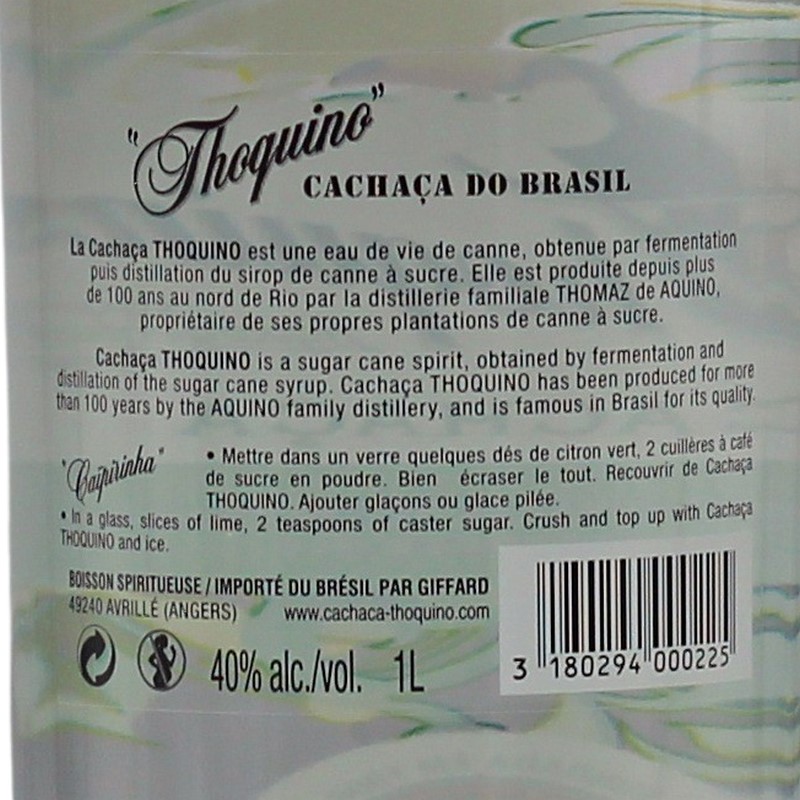 "Thoquino"
CACHAÇA DO BRASIL
La Cachaça THOQUINO est une eau de vie de canne, obtenue par fermentation
puis distillation du sirop de canne à sucre. Elle est produite depuis plus
de 100 ans au nord de Rio par la distillerie familiale THOMAZ de AQUINO,
propriétaire de ses propres plantations de canne à sucre.
Cachaça THOQUINO is a sugar cane spirit, obtained by fermentation and
distillation of the sugar cane syrup. Cachaça THOQUINO has been produced for more
than 100 years by the AQUINO family distillery, and is famous in Brasil for its quality.
"Caïpirinha"
• Mettre dans un verre quelques dés de citron vert, 2 cuillères à café
de sucre en poudre. Bien écraser le tout. Recouvrir de Cachaça
THOQUINO. Ajouter glaçons ou glace pilée.
• In a glass, slices of lime, 2 teaspoons of caster sugar. Crush and top up with Cachaça
THOQUINO and ice.
BOISSON SPIRITUEUSE / IMPORTÉ DU BRÉSIL PAR GIFFARD
49240 AVRILLÉ (ANGERS) www.cachaca-thoquino.com
40% alc./vol. 1L
3 180294 000225